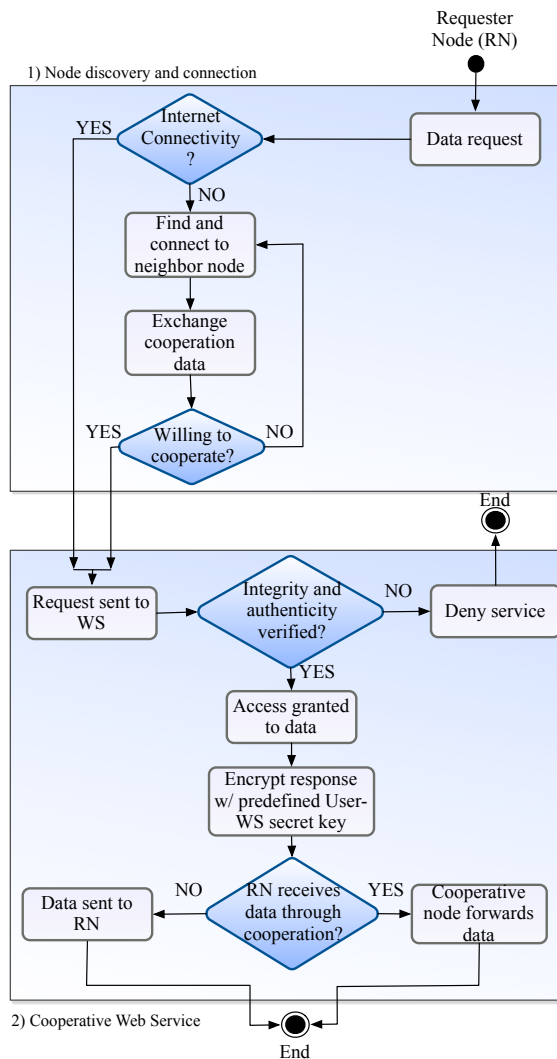 Requester
Node (RN)
1) Node discovery and connection
Internet
Connectivity
?
YES
Data request
NO
Find and
connect to
neighbor node
Exchange
cooperation
data
YES
Willing to
cooperate?
NO
End
Request sent to
WS
Integrity and
authenticity
verified?
NO
Deny service
YES
Access granted
to data
Encrypt response
w/ predefined User-
WS secret key
NO
RN receives
data through
cooperation?
YES
Data sent to
RN
Cooperative
node forwards
data
2) Cooperative Web Service
End